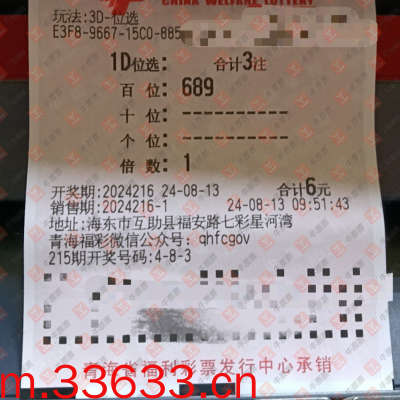 CHINA WELFARE LOTTERY
玩法:3D-位选
E3F8-9667-15C0-885
1D位选: 合计3注
百 位: 689
十 位: -----------
个 位: -----------
倍 数: 1
开奖期:2024216 24-08-13 合计6元
销售期:2024216-1 24-08-13 09:51:43
地址:海东市互助县福安路七彩星河湾
青海福彩微信公众号: qhfcgov
215期开奖号码:4-8-3
青海省福利彩票发行中心承销
m.33633.cn